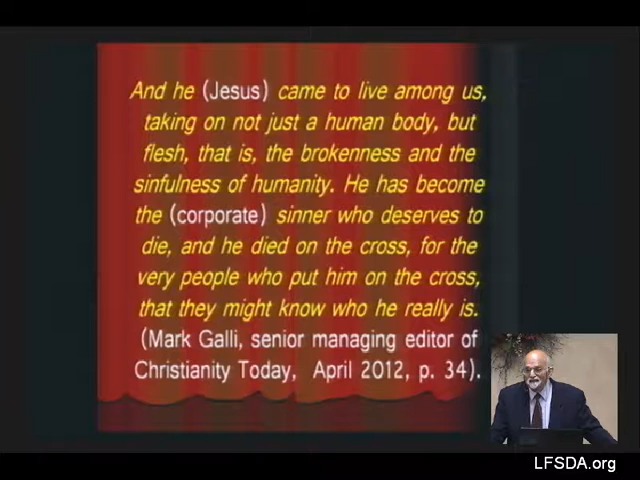 And he (Jesus) came to live among us,
taking on not just a human body, but
flesh, that is, the brokenness and the
sinfulness of humanity. He has become
the (corporate) sinner who deserves to
die, and he died on the cross, for the
very people who put him on the cross,
that they might know who he really is.
(Mark Galli, senior managing editor of
Christianity Today, April 2012, p. 34).
LFSDA.org